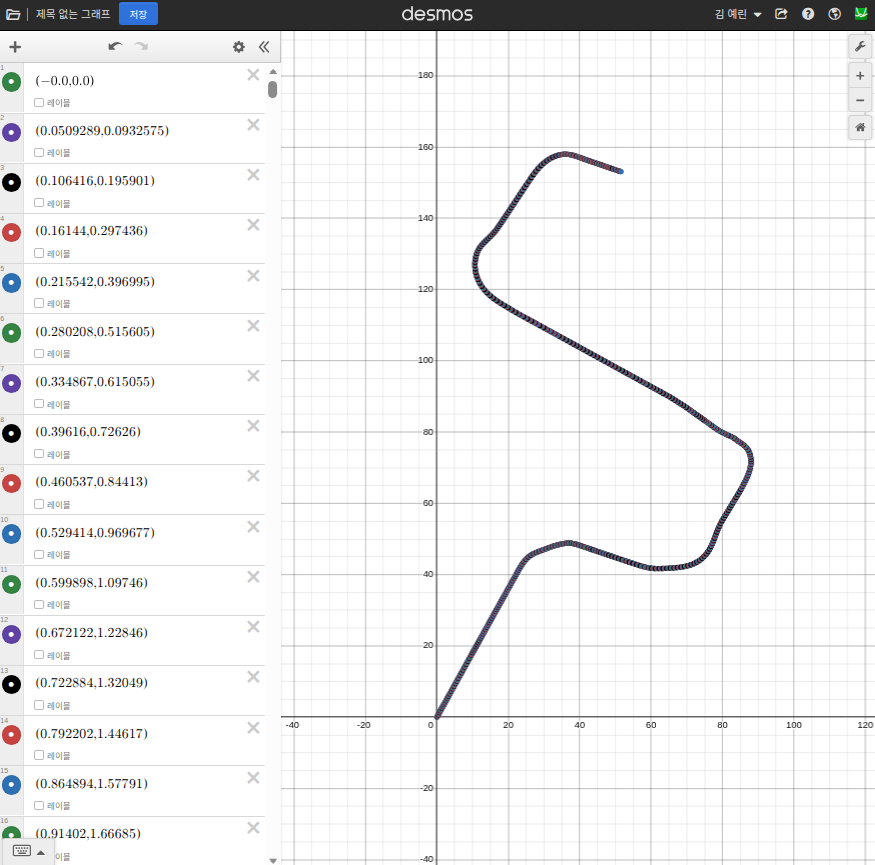 제목 없는 그래프 저장 desmos 김 예린
1 (−0.0,0.0)
레이블
2 (0.0509289,0.0932575)
레이블
3 (0.106416,0.195901)
레이블
4 (0.16144,0.297436)
레이블
5 (0.215542,0.396995)
레이블
6 (0.280208,0.515605)
레이블
7 (0.334867,0.615055)
레이블
8 (0.39616,0.72626)
레이블
9 (0.460537,0.84413)
레이블
10 (0.529414,0.969677)
레이블
11 (0.599898,1.09746)
레이블
12 (0.672122,1.22846)
레이블
13 (0.722884,1.32049)
레이블
14 (0.792202,1.44617)
레이블
15 (0.864894,1.57791)
레이블
16 (0.91402,1.66685)
180
160
140
120
100
80
60
40
20
-40 -20 0 20 40 60 80 100 120
-20
-40